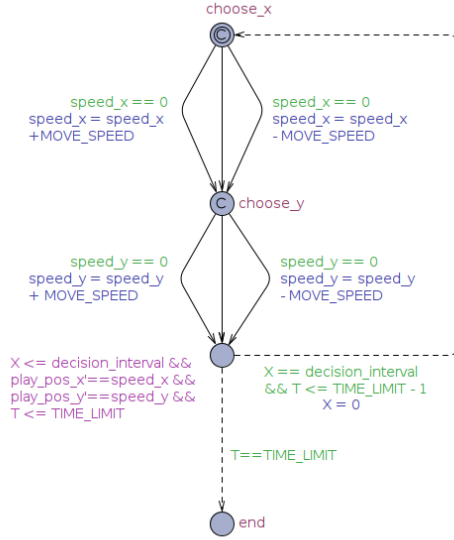 choose_x
C
speed_x == 0
speed_x = speed_x
+MOVE_SPEED
speed_x == 0
speed_x = speed_x
- MOVE_SPEED
C
choose_y
speed_y == 0
speed_y = speed_y
+ MOVE_SPEED
speed_y == 0
speed_y = speed_y
- MOVE_SPEED
X <= decision_interval &&
play_pos_x'==speed_x &&
play_pos_y'==speed_y &&
T <= TIME_LIMIT
X == decision_interval
&& T <= TIME_LIMIT - 1
X = 0
T==TIME_LIMIT
end